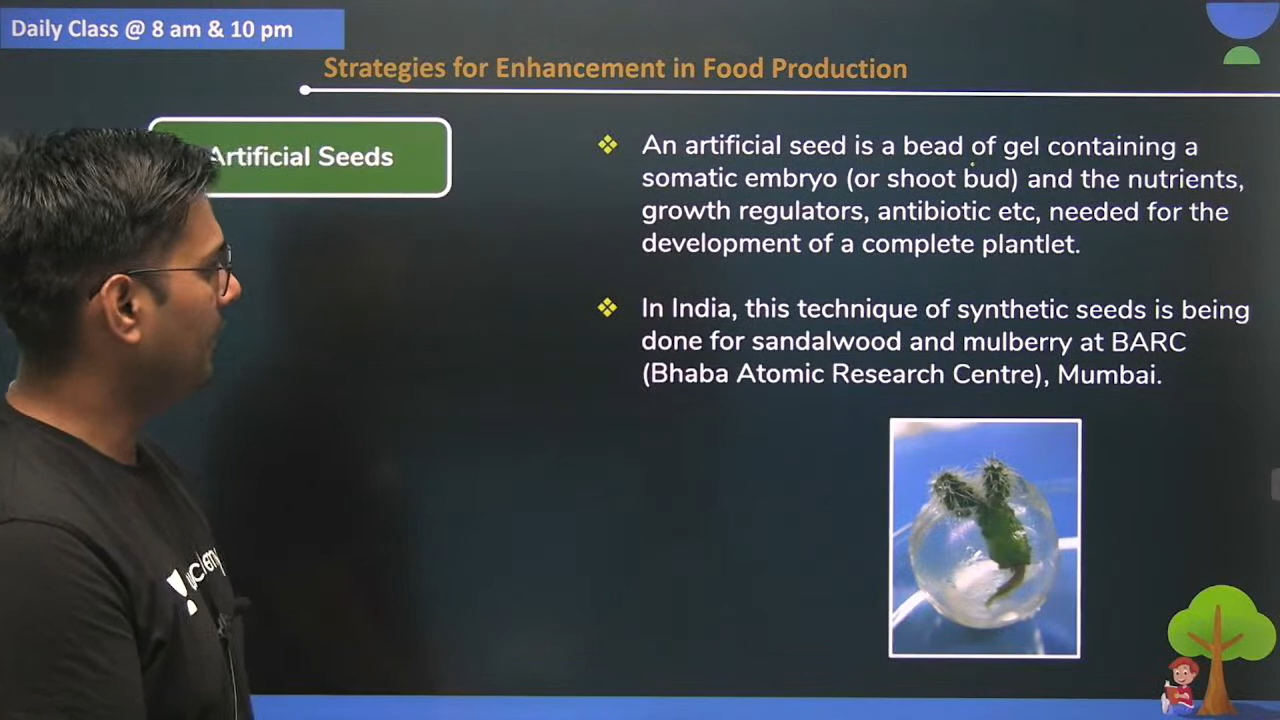 Daily Class @ 8 am & 10 pm
Strategies for Enhancement in Food Production
Artificial Seeds
An artificial seed is a bead of gel containing a
somatic embryo (or shoot bud) and the nutrients,
growth regulators, antibiotic etc, needed for the
development of a complete plantlet.
In India, this technique of synthetic seeds is being
done for sandalwood and mulberry at BARC
(Bhaba Atomic Research Centre), Mumbai.